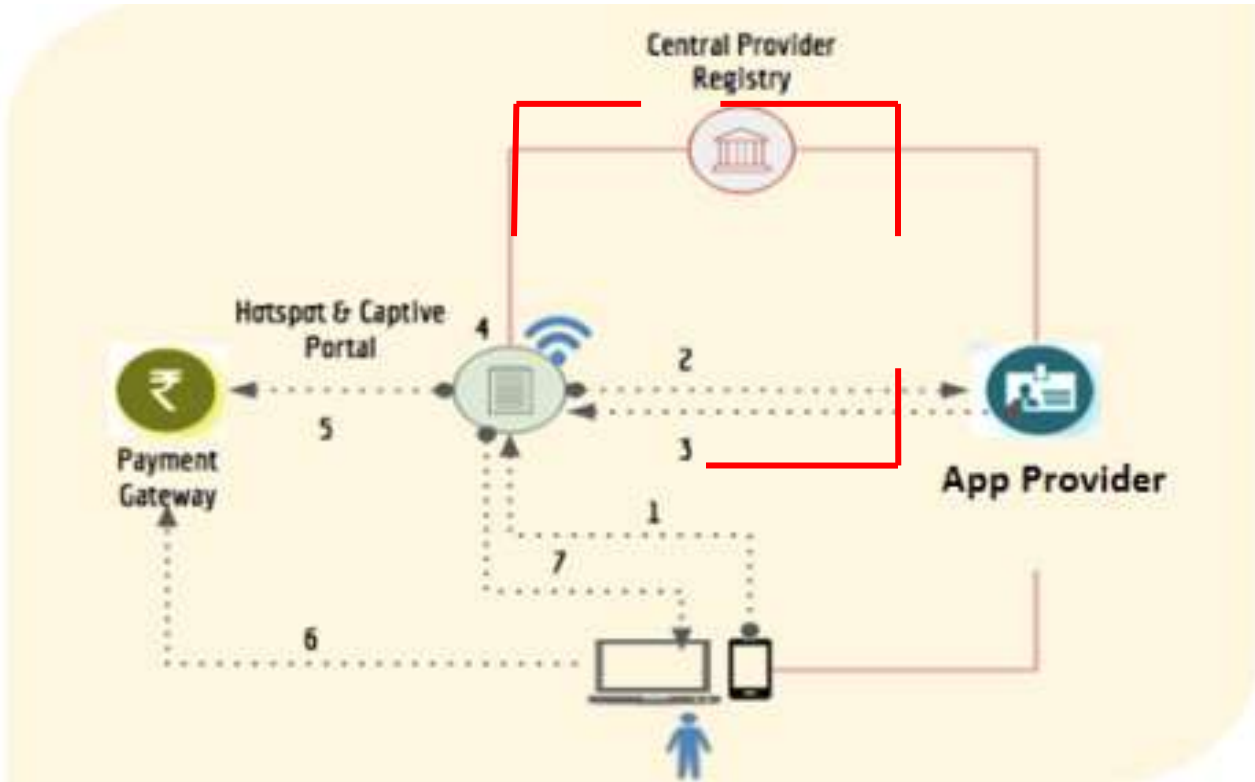 Central Provider
Registry
Hotspot & Captive
Portal
4
2
₹
5
3
Payment
Gateway
App Provider
1
7
6